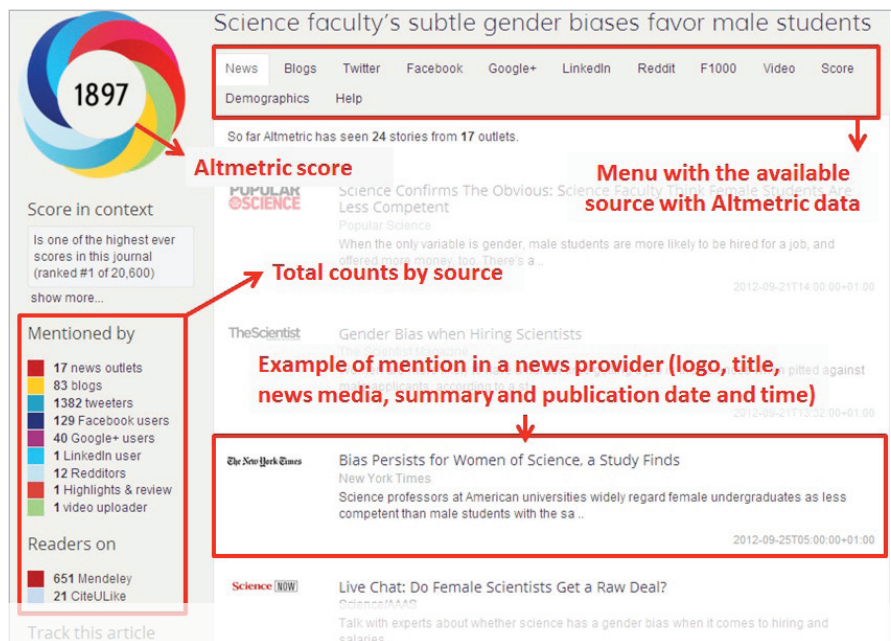 Science faculty's subtle gender biases favor male students
1897
News Blogs Twitter Facebook Google+ LinkedIn Reddit F1000 Video Score
Demographics Help
So far Altmetric has seen 24 stories from 17 outlets.
Altmetric score
Menu with the available
source with Altmetric data
POPULAR
SCIENCE
Science Confirms The Obvious: Science Faculty Think Female Students Are
Less Competent
Popular Science
When the only variable is gender, male students are more likely to be hired for a job, and
offered more money, too. There's a ..
2012-09-21T14:00:00+01:00
Score in context
Is one of the highest ever
scores in this journal
(ranked #1 of 20,600)
show more...
Total counts by source
Mentioned by
17 news outlets
83 blogs
1382 tweeters
129 Facebook users
40 Google+ users
1 LinkedIn user
12 Redditors
1 Highlights & review
1 video uploader
Readers on
651 Mendeley
21 CiteULike
Track this article
TheScientist
Gender Bias when Hiring Scientists
Example of mention in a news provider (logo, title,
news media, summary and publication date and time)
pitted against
The New York Times
Bias Persists for Women of Science, a Study Finds
New York Times
Science professors at American universities widely regard female undergraduates as less
competent than male students with the sa ..
2012-09-25T05:00:00+01:00
Science NOW
Live Chat: Do Female Scientists Get a Raw Deal?
Science/AAAS
Talk with experts about whether science has a gender bias when it comes to hiring and
salaries